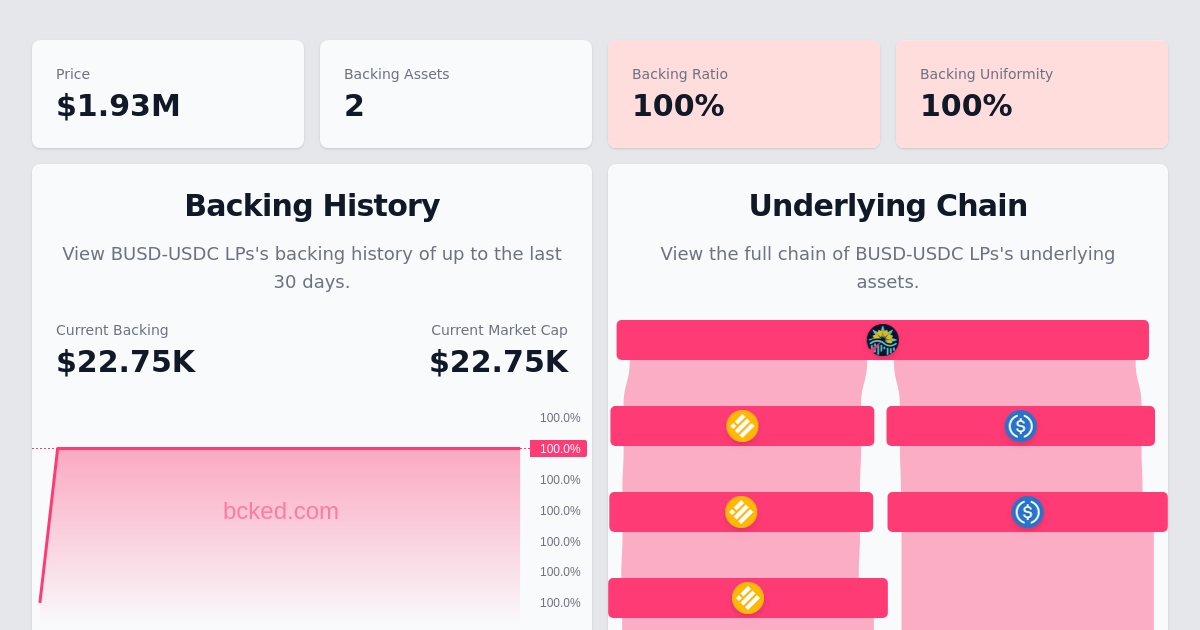 Price
$1.93M
Backing Assets
2
Backing Ratio
100%
Backing Uniformity
100%
Backing History
View BUSD-USDC LPs's backing history of up to the last
30 days.
Current Backing
$22.75K
Current Market Cap
$22.75K
100.0%
100.0%
100.0%
100.0%
100.0%
100.0%
100.0%
bcked.com
Underlying Chain
View the full chain of BUSD-USDC LPs's underlying
assets.